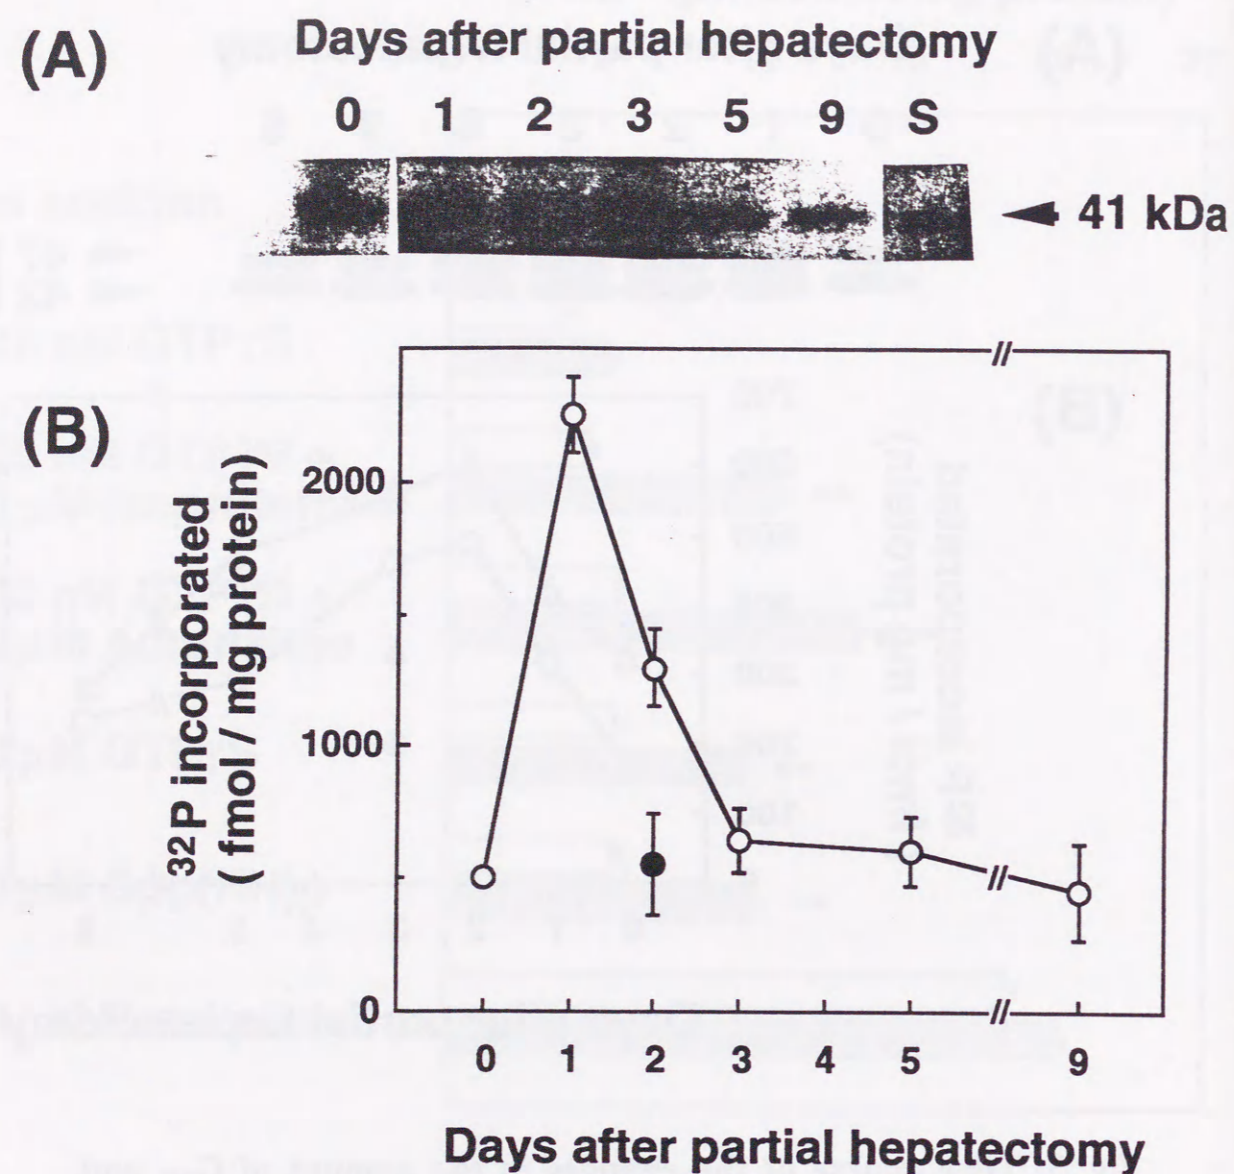 (A)
Days after partial hepatectomy
0 1 2 3 5 9 S
41 kDa
(B)
32P incorporated
(fmol / mg protein)
2000
1000
0
0 1 2 3 4 5 9
Days after partial hepatectomy